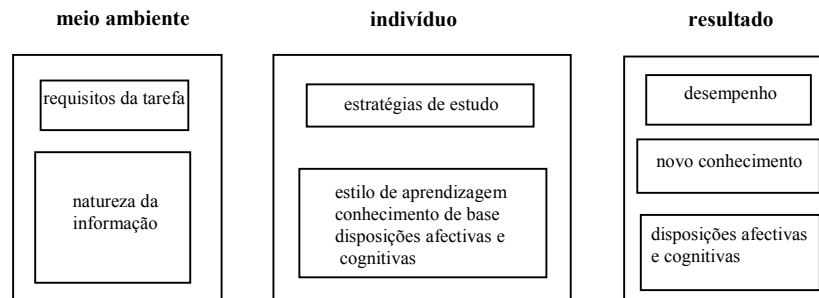 meio ambiente
indivíduo
resultado
requisitos da tarefa
natureza da
informação
estratégias de estudo
estilo de aprendizagem
conhecimento de base
disposições afectivas e
cognitivas
desempenho
novo conhecimento
disposições afectivas
e cognitivas